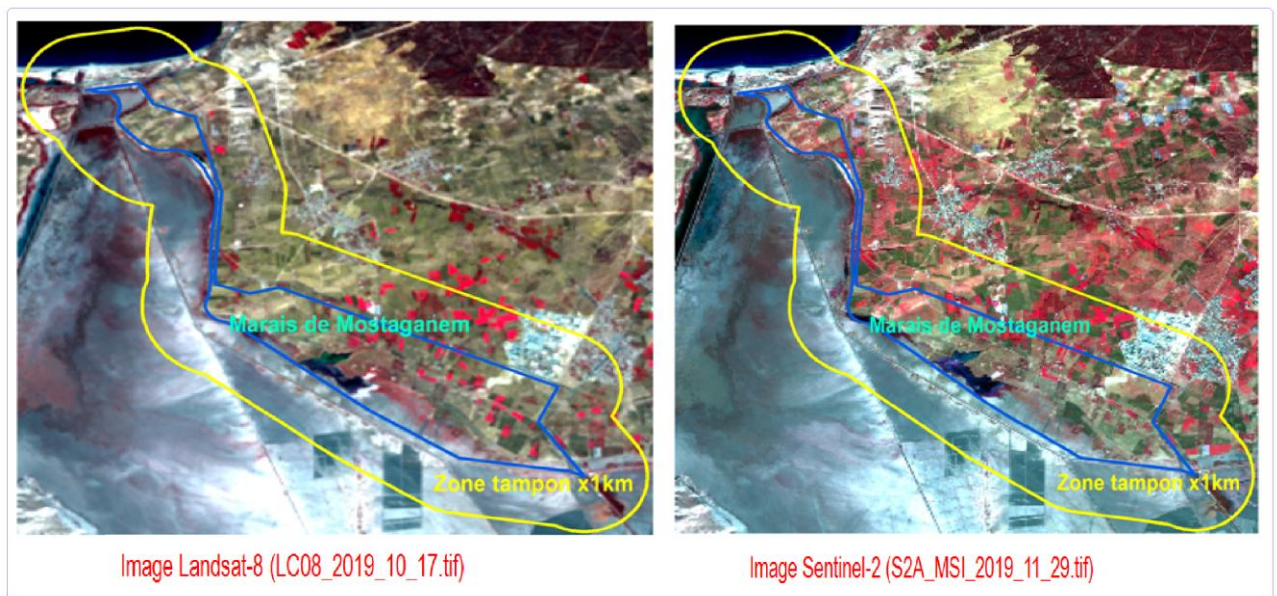 Marais de Mostaganem
Zone tampon x1km
Image Landsat-8 (LC08_2019_10_17.tif)
Marais de Mostaganem
Zone tampon x1km
Image Sentinel-2 (S2A_MSI_2019_11_29.tif)